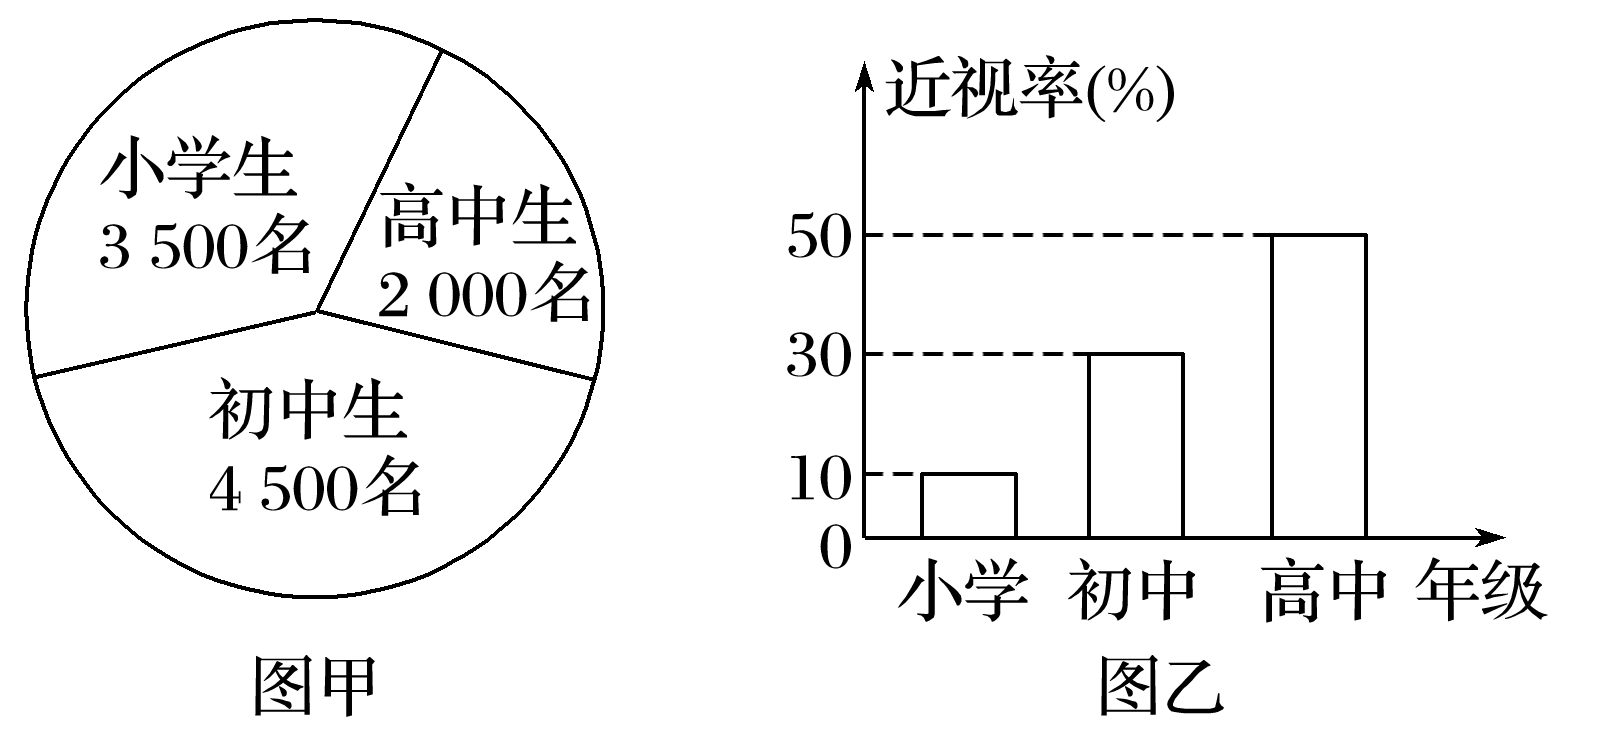 小学生
3 500名
高中生
2 000名
初中生
4 500名
图甲
近视率(%)
50
30
10
0
小学 初中 高中 年级
图乙